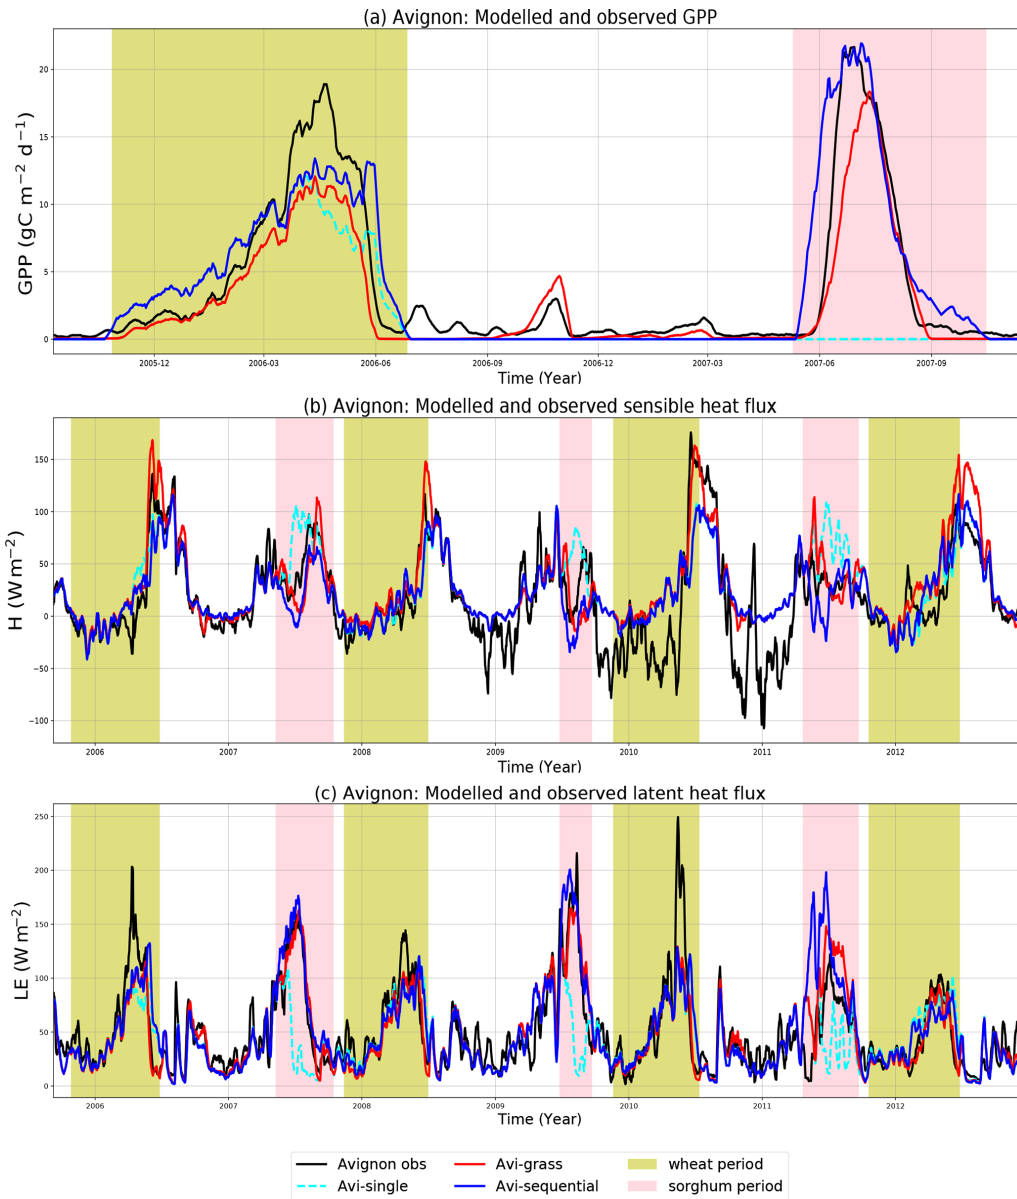 (a) Avignon: Modelled and observed GPP
GPP (gC m⁻² d⁻¹)
20
15
10
5
0
2005-12 2006-03 2006-06 2006-09 2006-12 2007-03 2007-06 2007-09
Time (Year)
(b) Avignon: Modelled and observed sensible heat flux
H (W m⁻²)
150
100
50
0
−50
−100
2006 2007 2008 2009 2010 2011 2012
Time (Year)
(c) Avignon: Modelled and observed latent heat flux
LE (W m⁻²)
250
200
150
100
50
0
2006 2007 2008 2009 2010 2011 2012
Time (Year)
Avignon obs Avi-grass wheat period
Avi-single Avi-sequential sorghum period